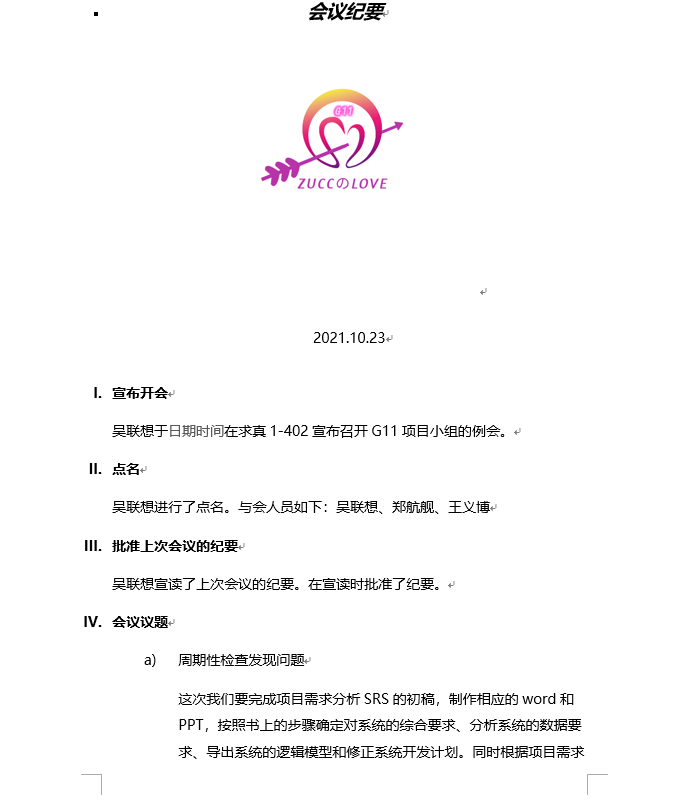 会议纪要
G11
ZUCCのLOVE
2021.10.23
I. 宣布开会
吴联想于日期时间在求真 1-402 宣布召开 G11 项目小组的例会。
II. 点名
吴联想进行了点名。与会人员如下：吴联想、郑航舰、王义博
III. 批准上次会议的纪要
吴联想宣读了上次会议的纪要。在宣读时批准了纪要。
IV. 会议议题
a) 周期性检查发现问题
这次我们要完成项目需求分析 SRS 的初稿，制作相应的 word 和
PPT，按照书上的步骤确定对系统的综合要求、分析系统的数据要
求、导出系统的逻辑模型和修正系统开发计划。同时根据项目需求